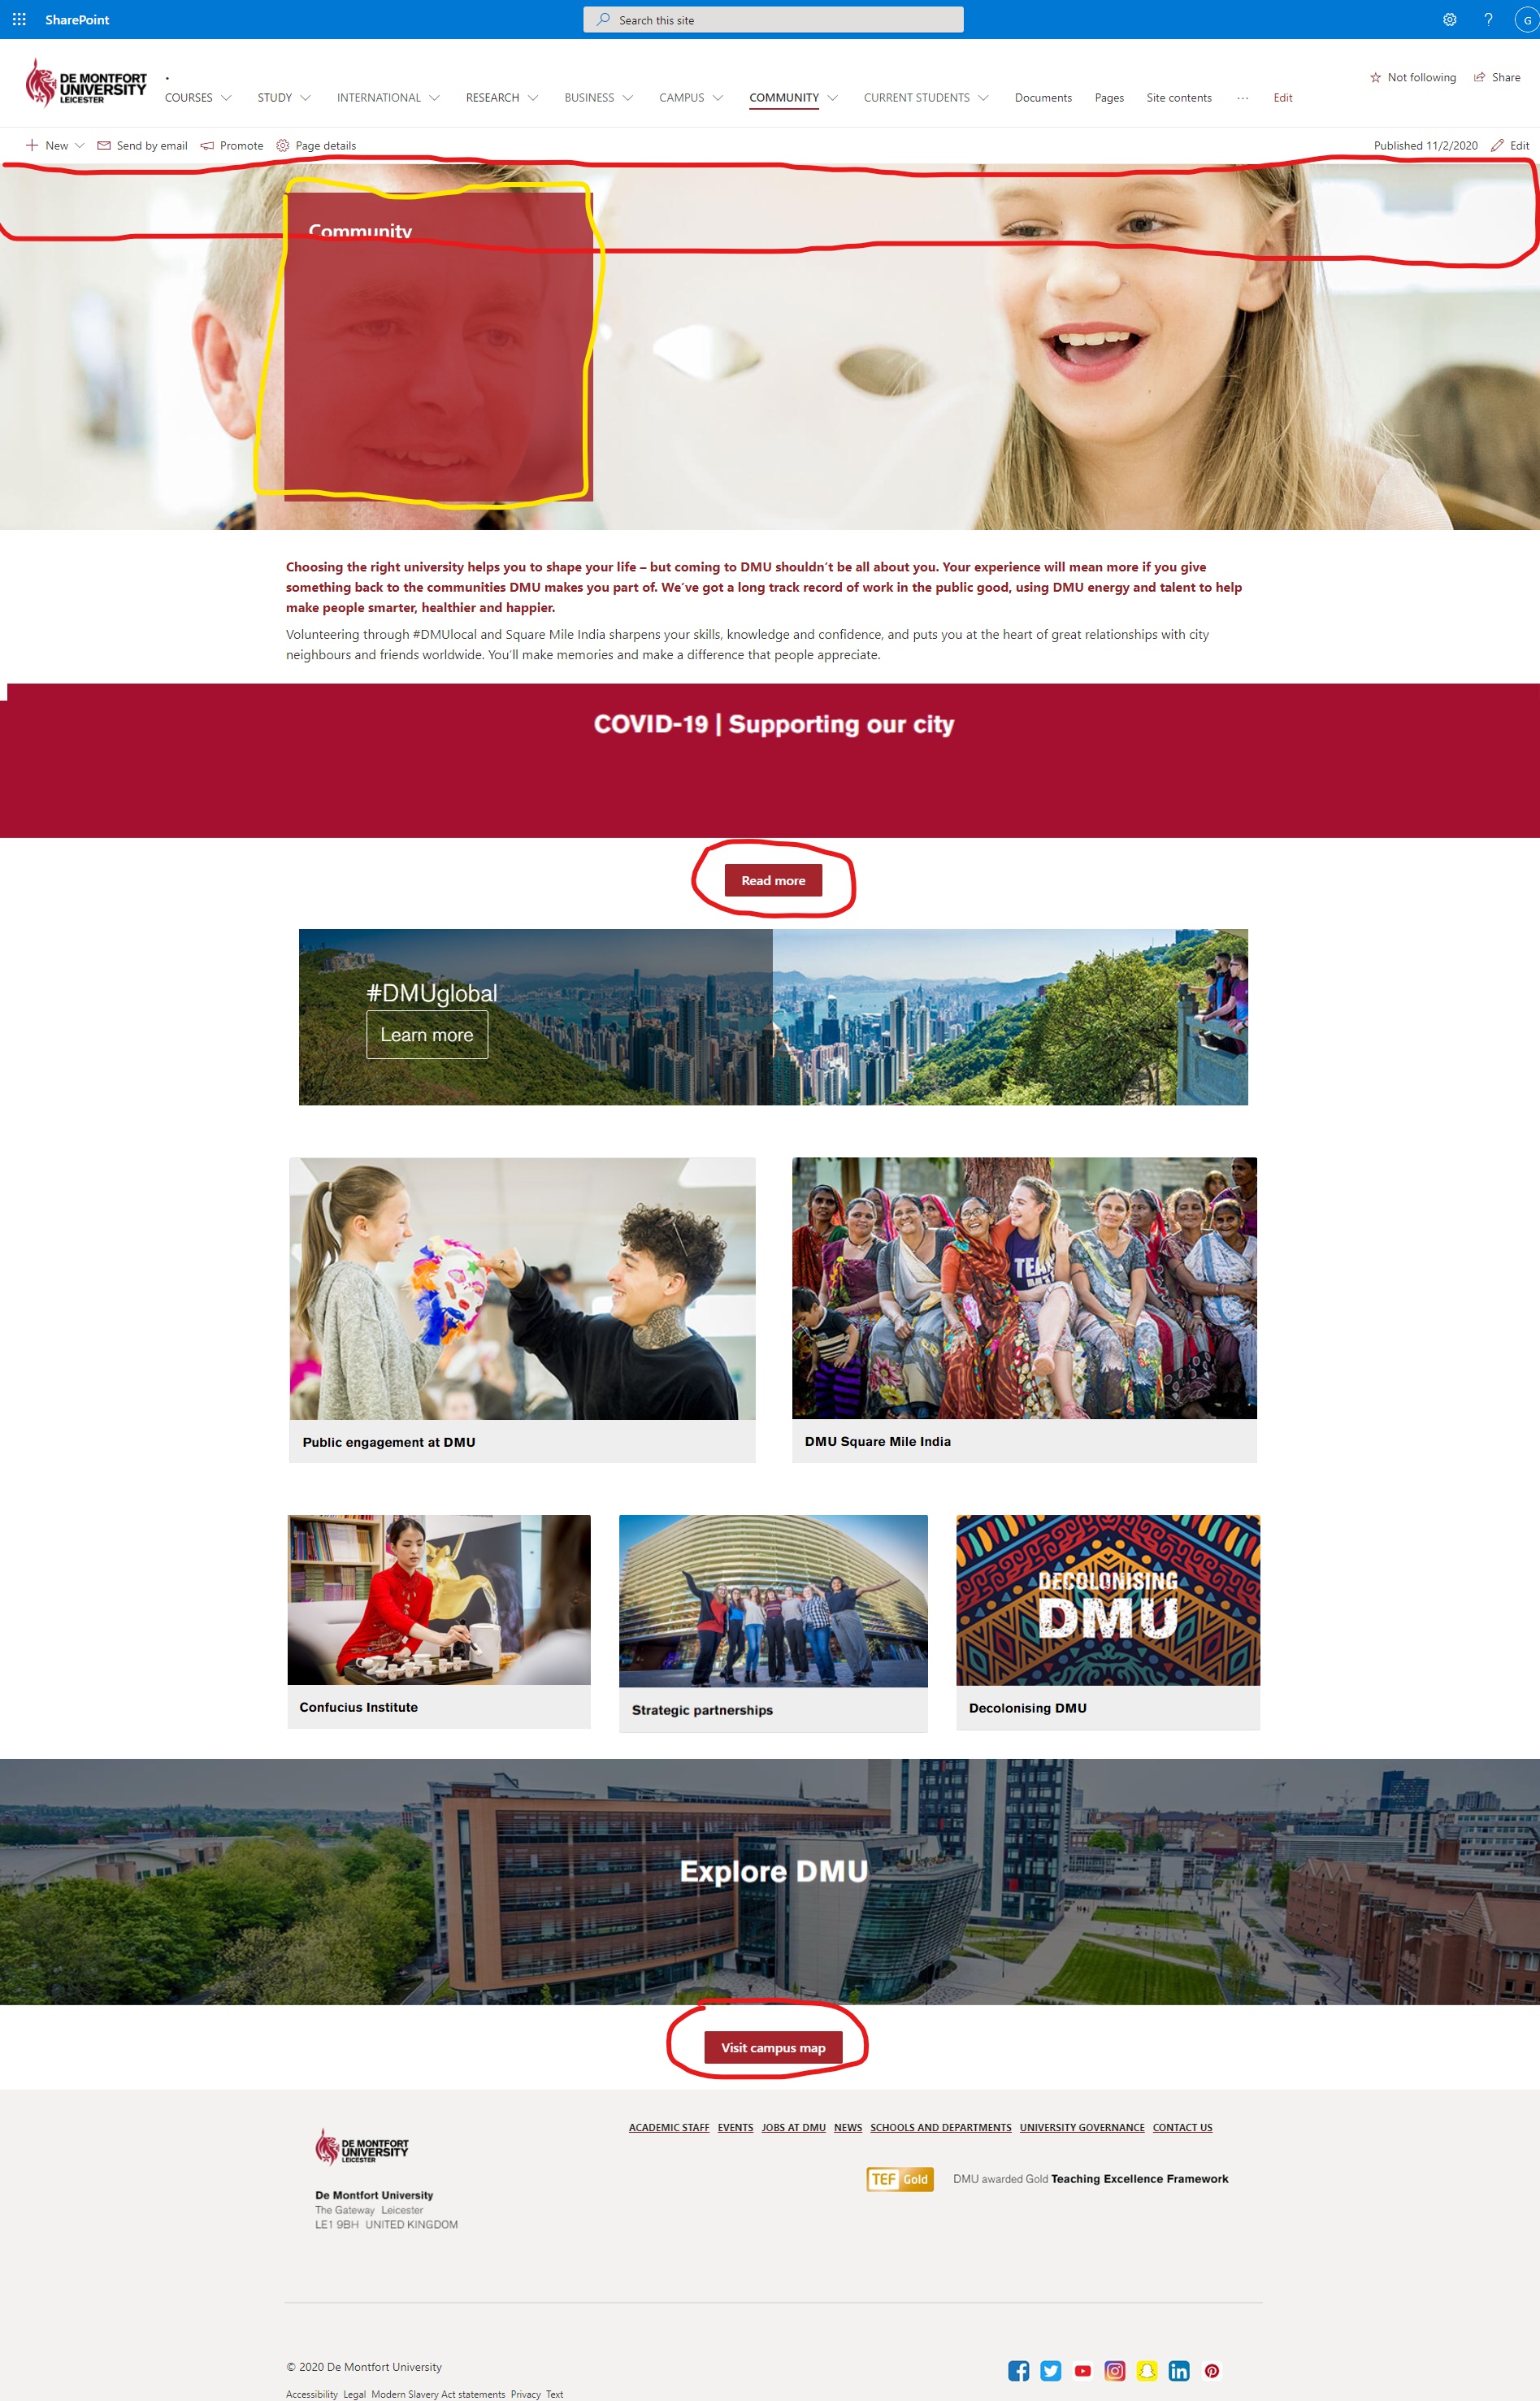 SharePoint
Search this site
?
G
DE MONTFORT
UNIVERSITY
LEICESTER
Not following
Share
COURSES
STUDY
INTERNATIONAL
RESEARCH
BUSINESS
CAMPUS
COMMUNITY
CURRENT STUDENTS
Documents
Pages
Site contents
...
Edit
New
Send by email
Promote
Page details
Published 11/2/2020
Edit
Community
Choosing the right university helps you to shape your life – but coming to DMU shouldn’t be all about you. Your experience will mean more if you give
something back to the communities DMU makes you part of. We’ve got a long track record of work in the public good, using DMU energy and talent to help
make people smarter, healthier and happier.
Volunteering through #DMUlocal and Square Mile India sharpens your skills, knowledge and confidence, and puts you at the heart of great relationships with city
neighbours and friends worldwide. You’ll make memories and make a difference that people appreciate.
COVID-19 | Supporting our city
Read more
#DMUglobal
Learn more
TEAM
Public engagement at DMU
DMU Square Mile India
DECOLONISING
DMU
Confucius Institute
Strategic partnerships
Decolonising DMU
Explore DMU
Visit campus map
ACADEMIC STAFF EVENTS JOBS AT DMU NEWS SCHOOLS AND DEPARTMENTS UNIVERSITY GOVERNANCE CONTACT US
DE MONTFORT
UNIVERSITY
LEICESTER
TEF Gold
DMU awarded Gold Teaching Excellence Framework
De Montfort University
The Gateway Leicester
LE1 9BH UNITED KINGDOM
© 2020 De Montfort University
Accessibility Legal Modern Slavery Act statements Privacy Text